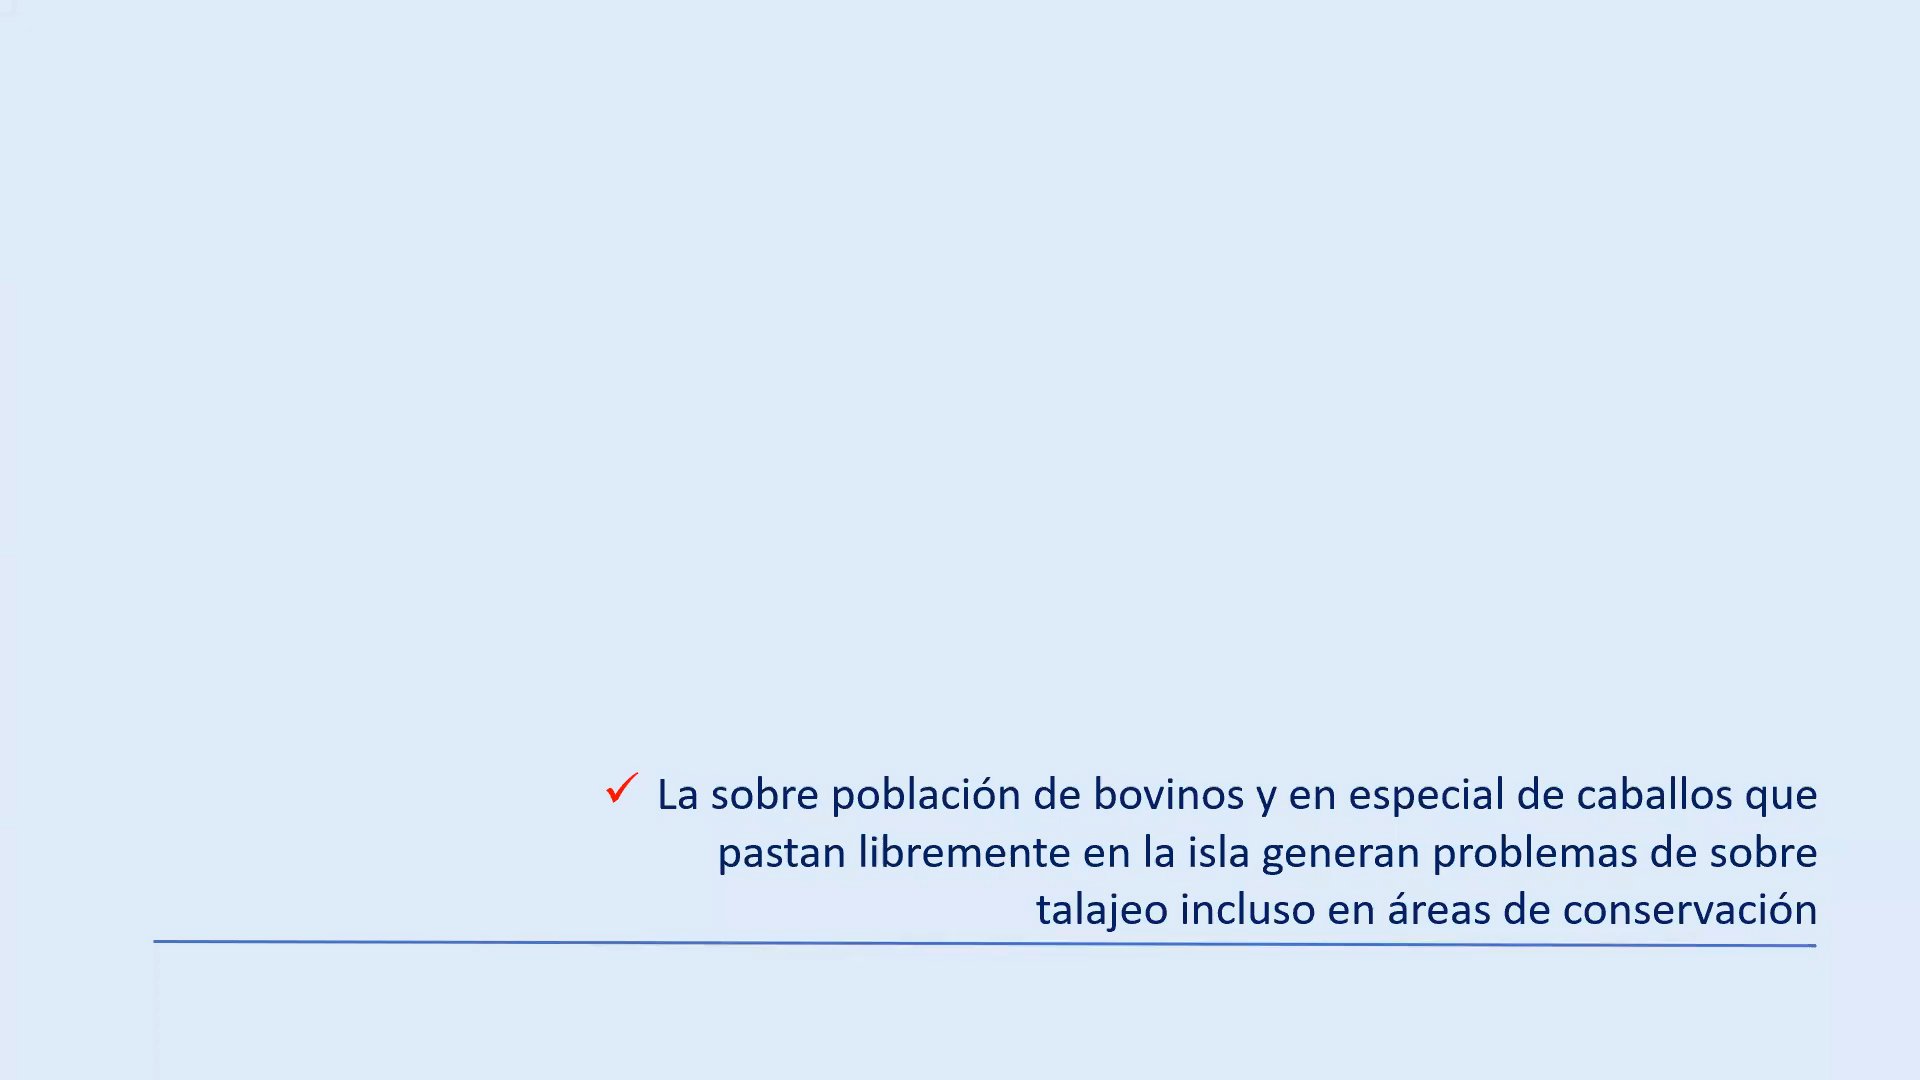 ✓ La sobre población de bovinos y en especial de caballos que
pastan libremente en la isla generan problemas de sobre
talajeo incluso en áreas de conservación